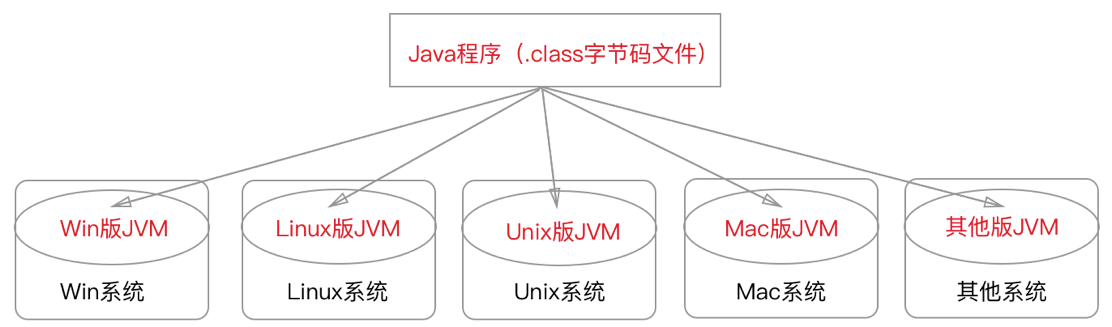 Java程序（.class字节码文件）
Win版JVM
Linux版JVM
Unix版JVM
Mac版JVM
其他版JVM
Win系统
Linux系统
Unix系统
Mac系统
其他系统